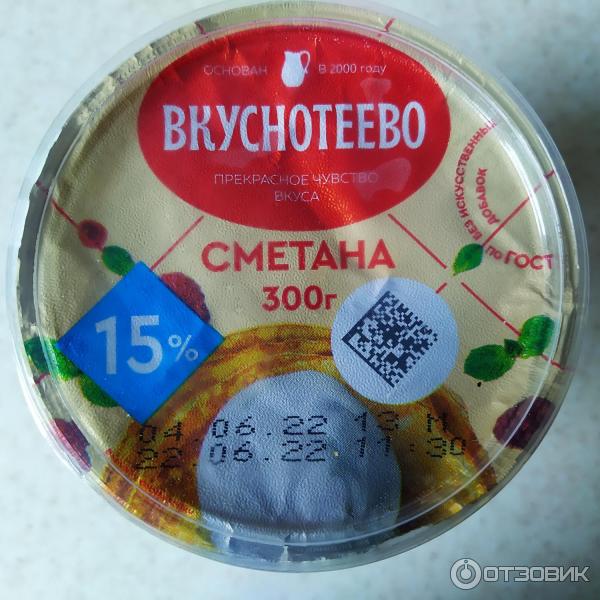 ОСНОВАН В 2000 году
ВКУСНОТЕЕВО
ПРЕКРАСНОЕ ЧУВСТВО
ВКУСА
БЕЗ ИСКУССТВЕННЫХ
ДОБАВОК
по ГОСТ
СМЕТАНА
300г
15%
04 06.22 13 М
22.06.22 11:30
ОТЗОВИК